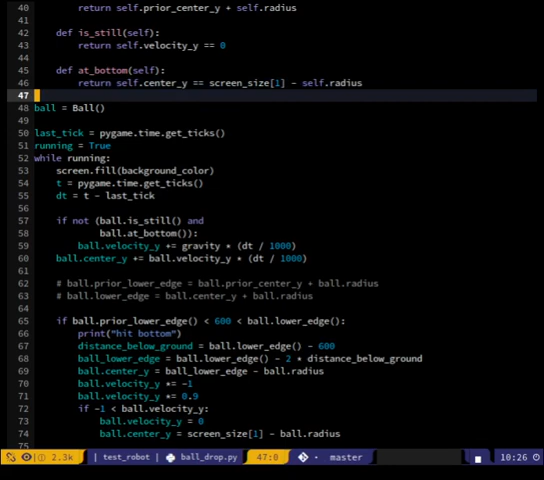 40         return self.prior_center_y + self.radius
41
42     def is_still(self):
43         return self.velocity_y == 0
44
45     def at_bottom(self):
46         return self.center_y == screen_size[1] - self.radius
47
48 ball = Ball()
49
50 last_tick = pygame.time.get_ticks()
51 running = True
52 while running:
53     screen.fill(background_color)
54     t = pygame.time.get_ticks()
55     dt = t - last_tick
56
57     if not (ball.is_still() and
58             ball.at_bottom()):
59         ball.velocity_y += gravity * (dt / 1000)
60     ball.center_y += ball.velocity_y * (dt / 1000)
61
62     # ball.prior_lower_edge = ball.prior_center_y + ball.radius
63     # ball.lower_edge = ball.center_y + ball.radius
64
65     if ball.prior_lower_edge() < 600 < ball.lower_edge():
66         print("hit bottom")
67         distance_below_ground = ball.lower_edge() - 600
68         ball_lower_edge = ball.lower_edge() - 2 * distance_below_ground
69         ball.center_y = ball_lower_edge - ball.radius
70         ball.velocity_y *= -1
71         ball.velocity_y *= 0.9
72         if -1 < ball.velocity_y:
73             ball.velocity_y = 0
74             ball.center_y = screen_size[1] - ball.radius
75
2.3k | test_robot ball_drop.py 47:0 master 10:26